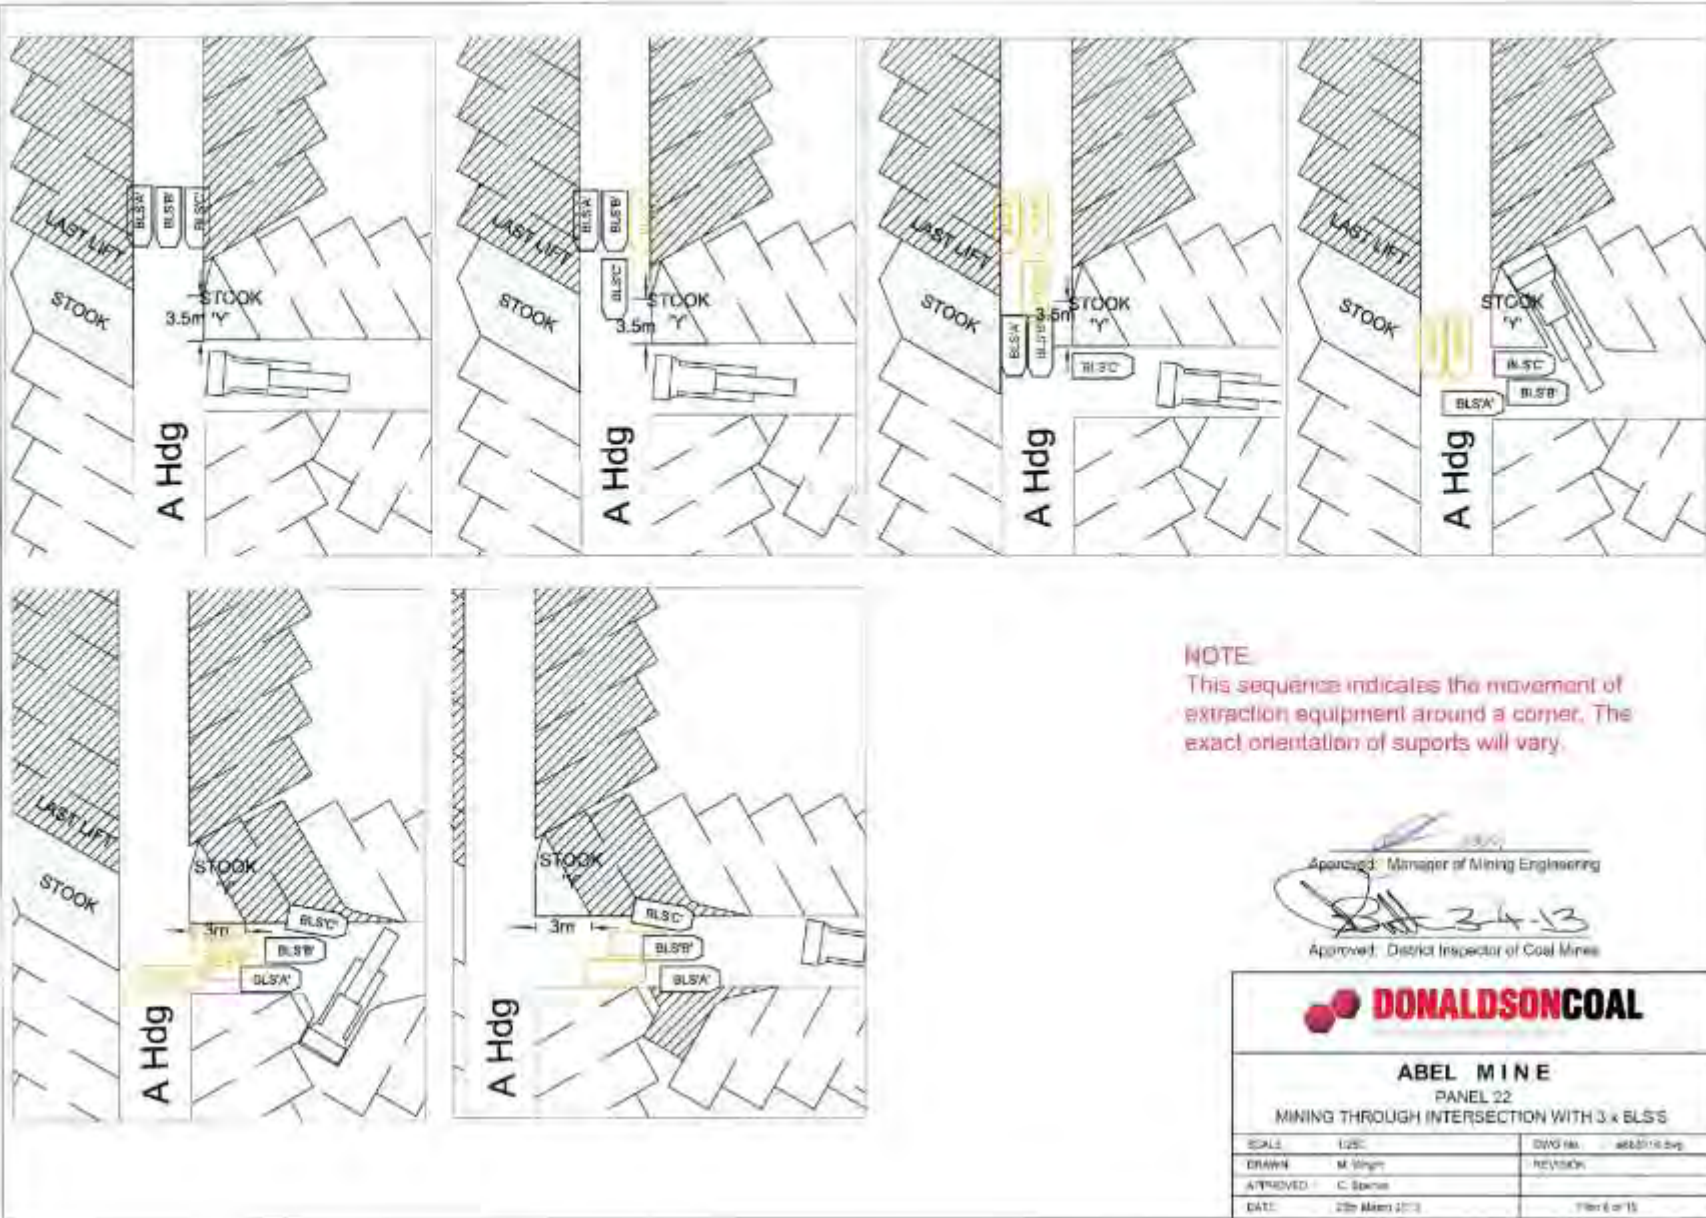 BLS'A'
BLS'B'
BLS'C'
LAST LIFT
STOOK
STOOK
3.5m 'Y'
A Hdg
BLS'A'
BLS'B'
BLS'C'
LAST LIFT
STOOK
STOOK
3.5m 'Y'
A Hdg
LAST LIFT
STOOK
STOOK
3.5m 'Y'
BLS'A'
BLS'B'
BLS'C'
A Hdg
LAST LIFT
STOOK
STOOK
'Y'
BLS'C'
BLS'B'
BLS'A'
A Hdg
LAST LIFT
STOOK
STOOK
3m
BLS'C'
BLS'B'
BLS'A'
A Hdg
STOOK
3m
BLS'C'
BLS'B'
BLS'A'
A Hdg
NOTE
This sequence indicates the movement of
extraction equipment around a corner. The
exact orientation of suports will vary.
Approved: Manager of Mining Engineering
3-4-13
Approved: District Inspector of Coal Mines
DONALDSONCOAL
ABEL MINE
PANEL 22
MINING THROUGH INTERSECTION WITH 3 x BLS'S
SCALE
DWG No.
DRAWN
REVISION
APPROVED
DATE